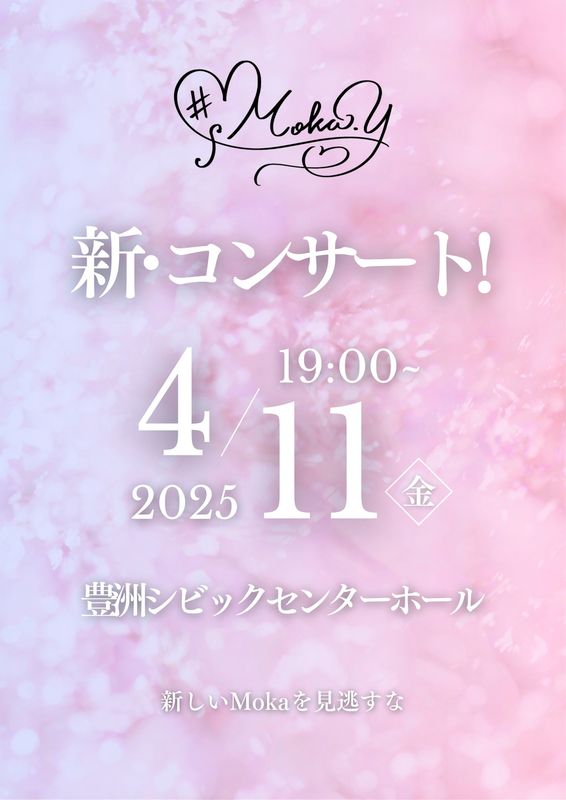 #Moka.Y
新・コンサート!
19:00~
4/11
2025
金
豊洲シビックセンターホール
新しいMokaを見逃すな